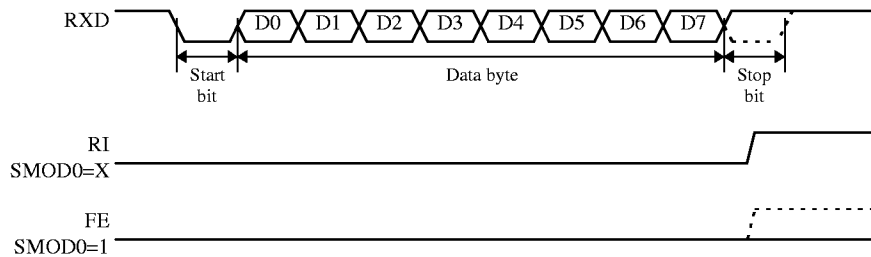 RXD
D0 D1 D2 D3 D4 D5 D6 D7
Start
bit
Data byte
Stop
bit
RI
SMOD0=X
FE
SMOD0=1